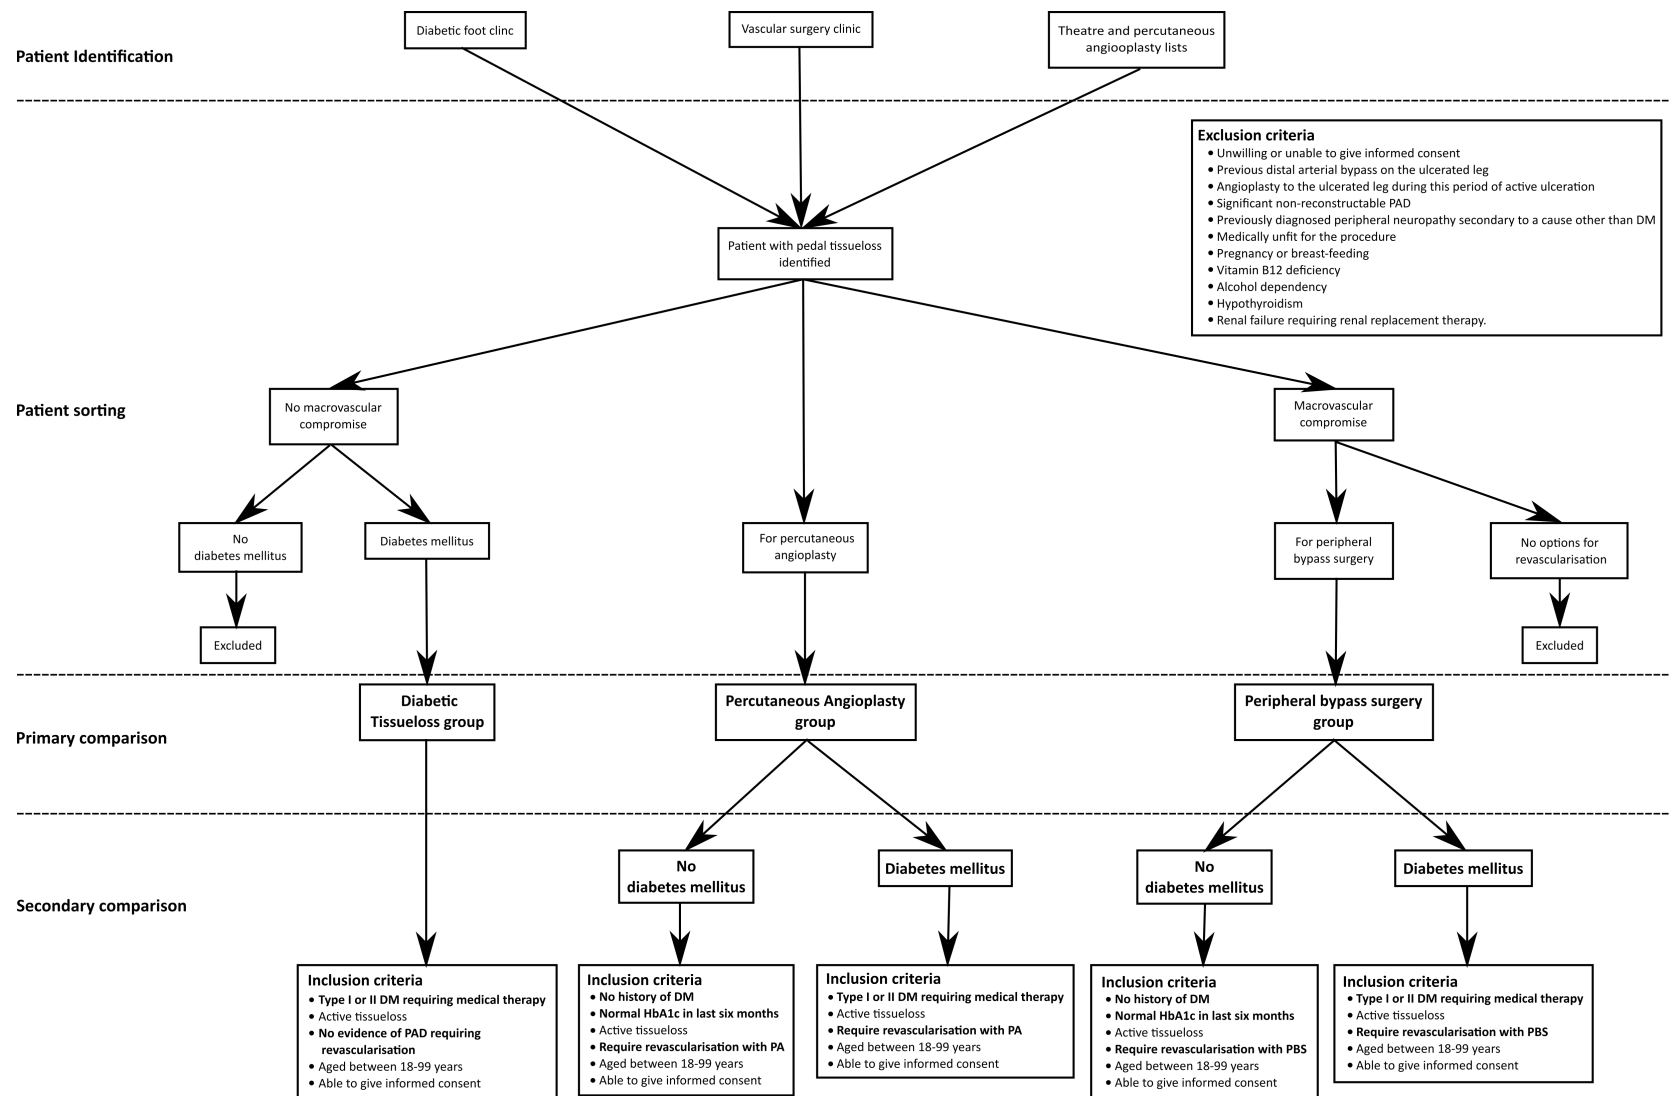 Patient Identification
Diabetic foot clinc
Vascular surgery clinic
Theatre and percutaneous
angiooplasty lists
Exclusion criteria
• Unwilling or unable to give informed consent
• Previous distal arterial bypass on the ulcerated leg
• Angioplasty to the ulcerated leg during this period of active ulceration
• Significant non-reconstructable PAD
• Previously diagnosed peripheral neuropathy secondary to a cause other than DM
• Medically unfit for the procedure
• Pregnancy or breast-feeding
• Vitamin B12 deficiency
• Alcohol dependency
• Hypothyroidism
• Renal failure requiring renal replacement therapy.
Patient with pedal tissueloss
identified
Patient sorting
No macrovascular
compromise
Macrovascular
compromise
No
diabetes mellitus
Diabetes mellitus
For percutaneous
angioplasty
For peripheral
bypass surgery
No options for
revascularisation
Excluded
Excluded
Primary comparison
Diabetic
Tissueloss group
Percutaneous Angioplasty
group
Peripheral bypass surgery
group
Secondary comparison
No
diabetes mellitus
Diabetes mellitus
No
diabetes mellitus
Diabetes mellitus
Inclusion criteria
• Type I or II DM requiring medical therapy
• Active tissueloss
• No evidence of PAD requiring
revascularisation
• Aged between 18-99 years
• Able to give informed consent
Inclusion criteria
• No history of DM
• Normal HbA1c in last six months
• Active tissueloss
• Require revascularisation with PA
• Aged between 18-99 years
• Able to give informed consent
Inclusion criteria
• Type I or II DM requiring medical therapy
• Active tissueloss
• Require revascularisation with PA
• Aged between 18-99 years
• Able to give informed consent
Inclusion criteria
• No history of DM
• Normal HbA1c in last six months
• Active tissueloss
• Require revascularisation with PBS
• Aged between 18-99 years
• Able to give informed consent
Inclusion criteria
• Type I or II DM requiring medical therapy
• Active tissueloss
• Require revascularisation with PBS
• Aged between 18-99 years
• Able to give informed consent